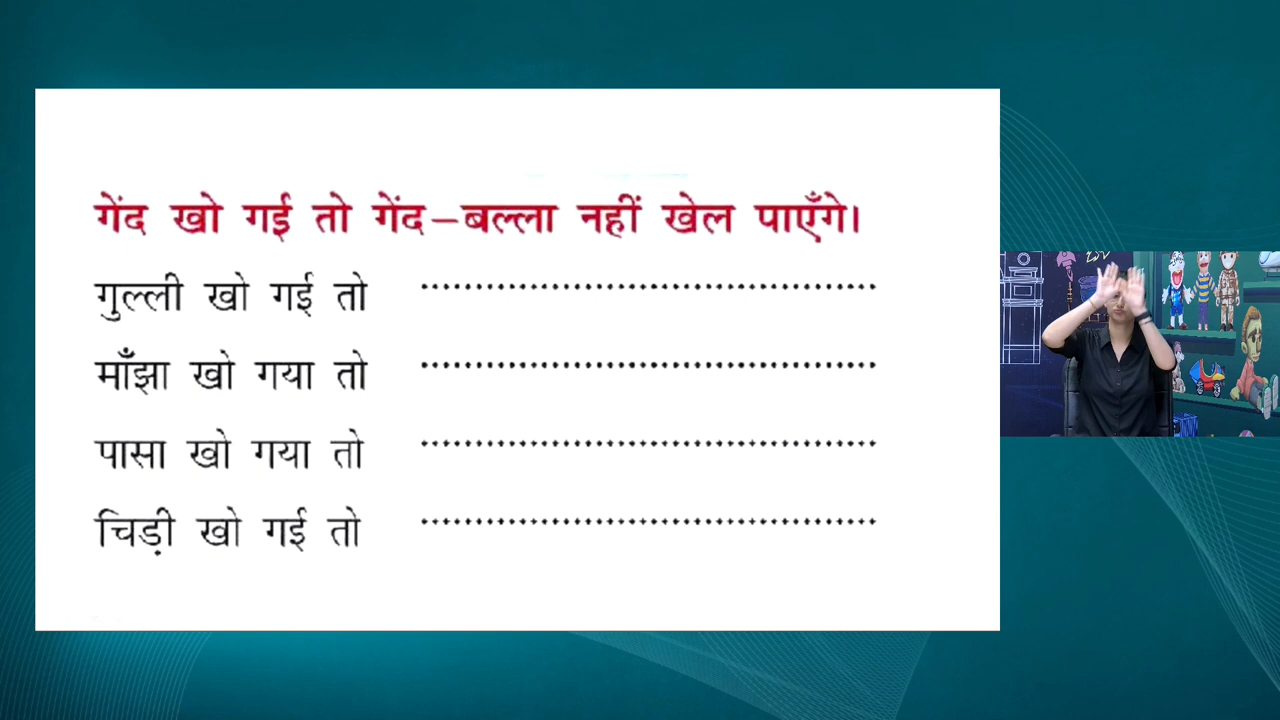 गेंद खो गई तो गेंद–बल्ला नहीं खेल पाएँगे।
गुल्ली खो गई तो ..................................................
माँझा खो गया तो ..................................................
पासा खो गया तो ..................................................
चिड़ी खो गई तो ..................................................